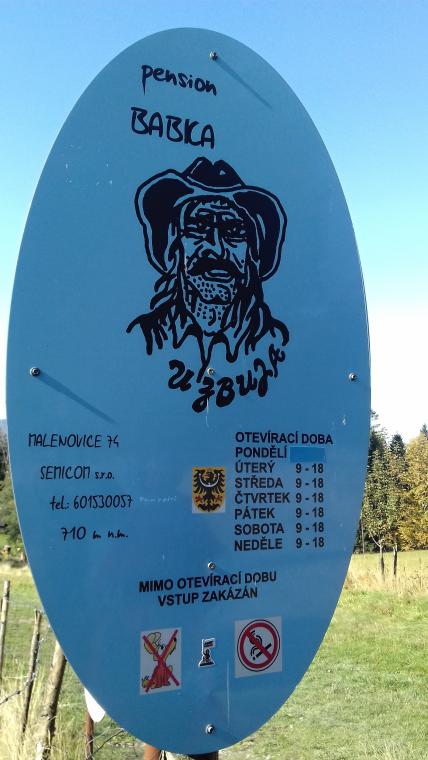 pension
BABKA
U ZBUJA
MALENOVICE 74
SEMICOM s.r.o.
tel: 601530057
710 m n.m.
OTEVÍRACÍ DOBA
PONDĚLÍ
ÚTERÝ 9 - 18
STŘEDA 9 - 18
ČTVRTEK 9 - 18
PÁTEK 9 - 18
SOBOTA 9 - 18
NEDĚLE 9 - 18
MIMO OTEVÍRACÍ DOBU
VSTUP ZAKÁZÁN